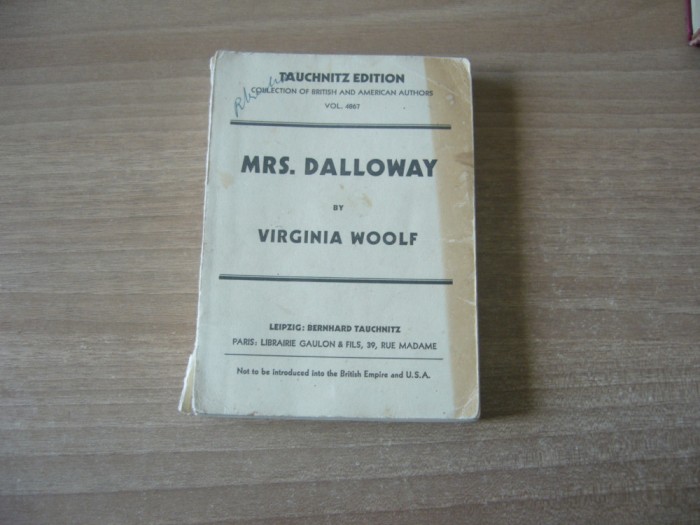 TAUCHNITZ EDITION
COLLECTION OF BRITISH AND AMERICAN AUTHORS
VOL. 4867
MRS. DALLOWAY
BY
VIRGINIA WOOLF
LEIPZIG: BERNHARD TAUCHNITZ
PARIS: LIBRAIRIE GAULON & FILS, 39, RUE MADAME
Not to be introduced into the British Empire and U.S.A.